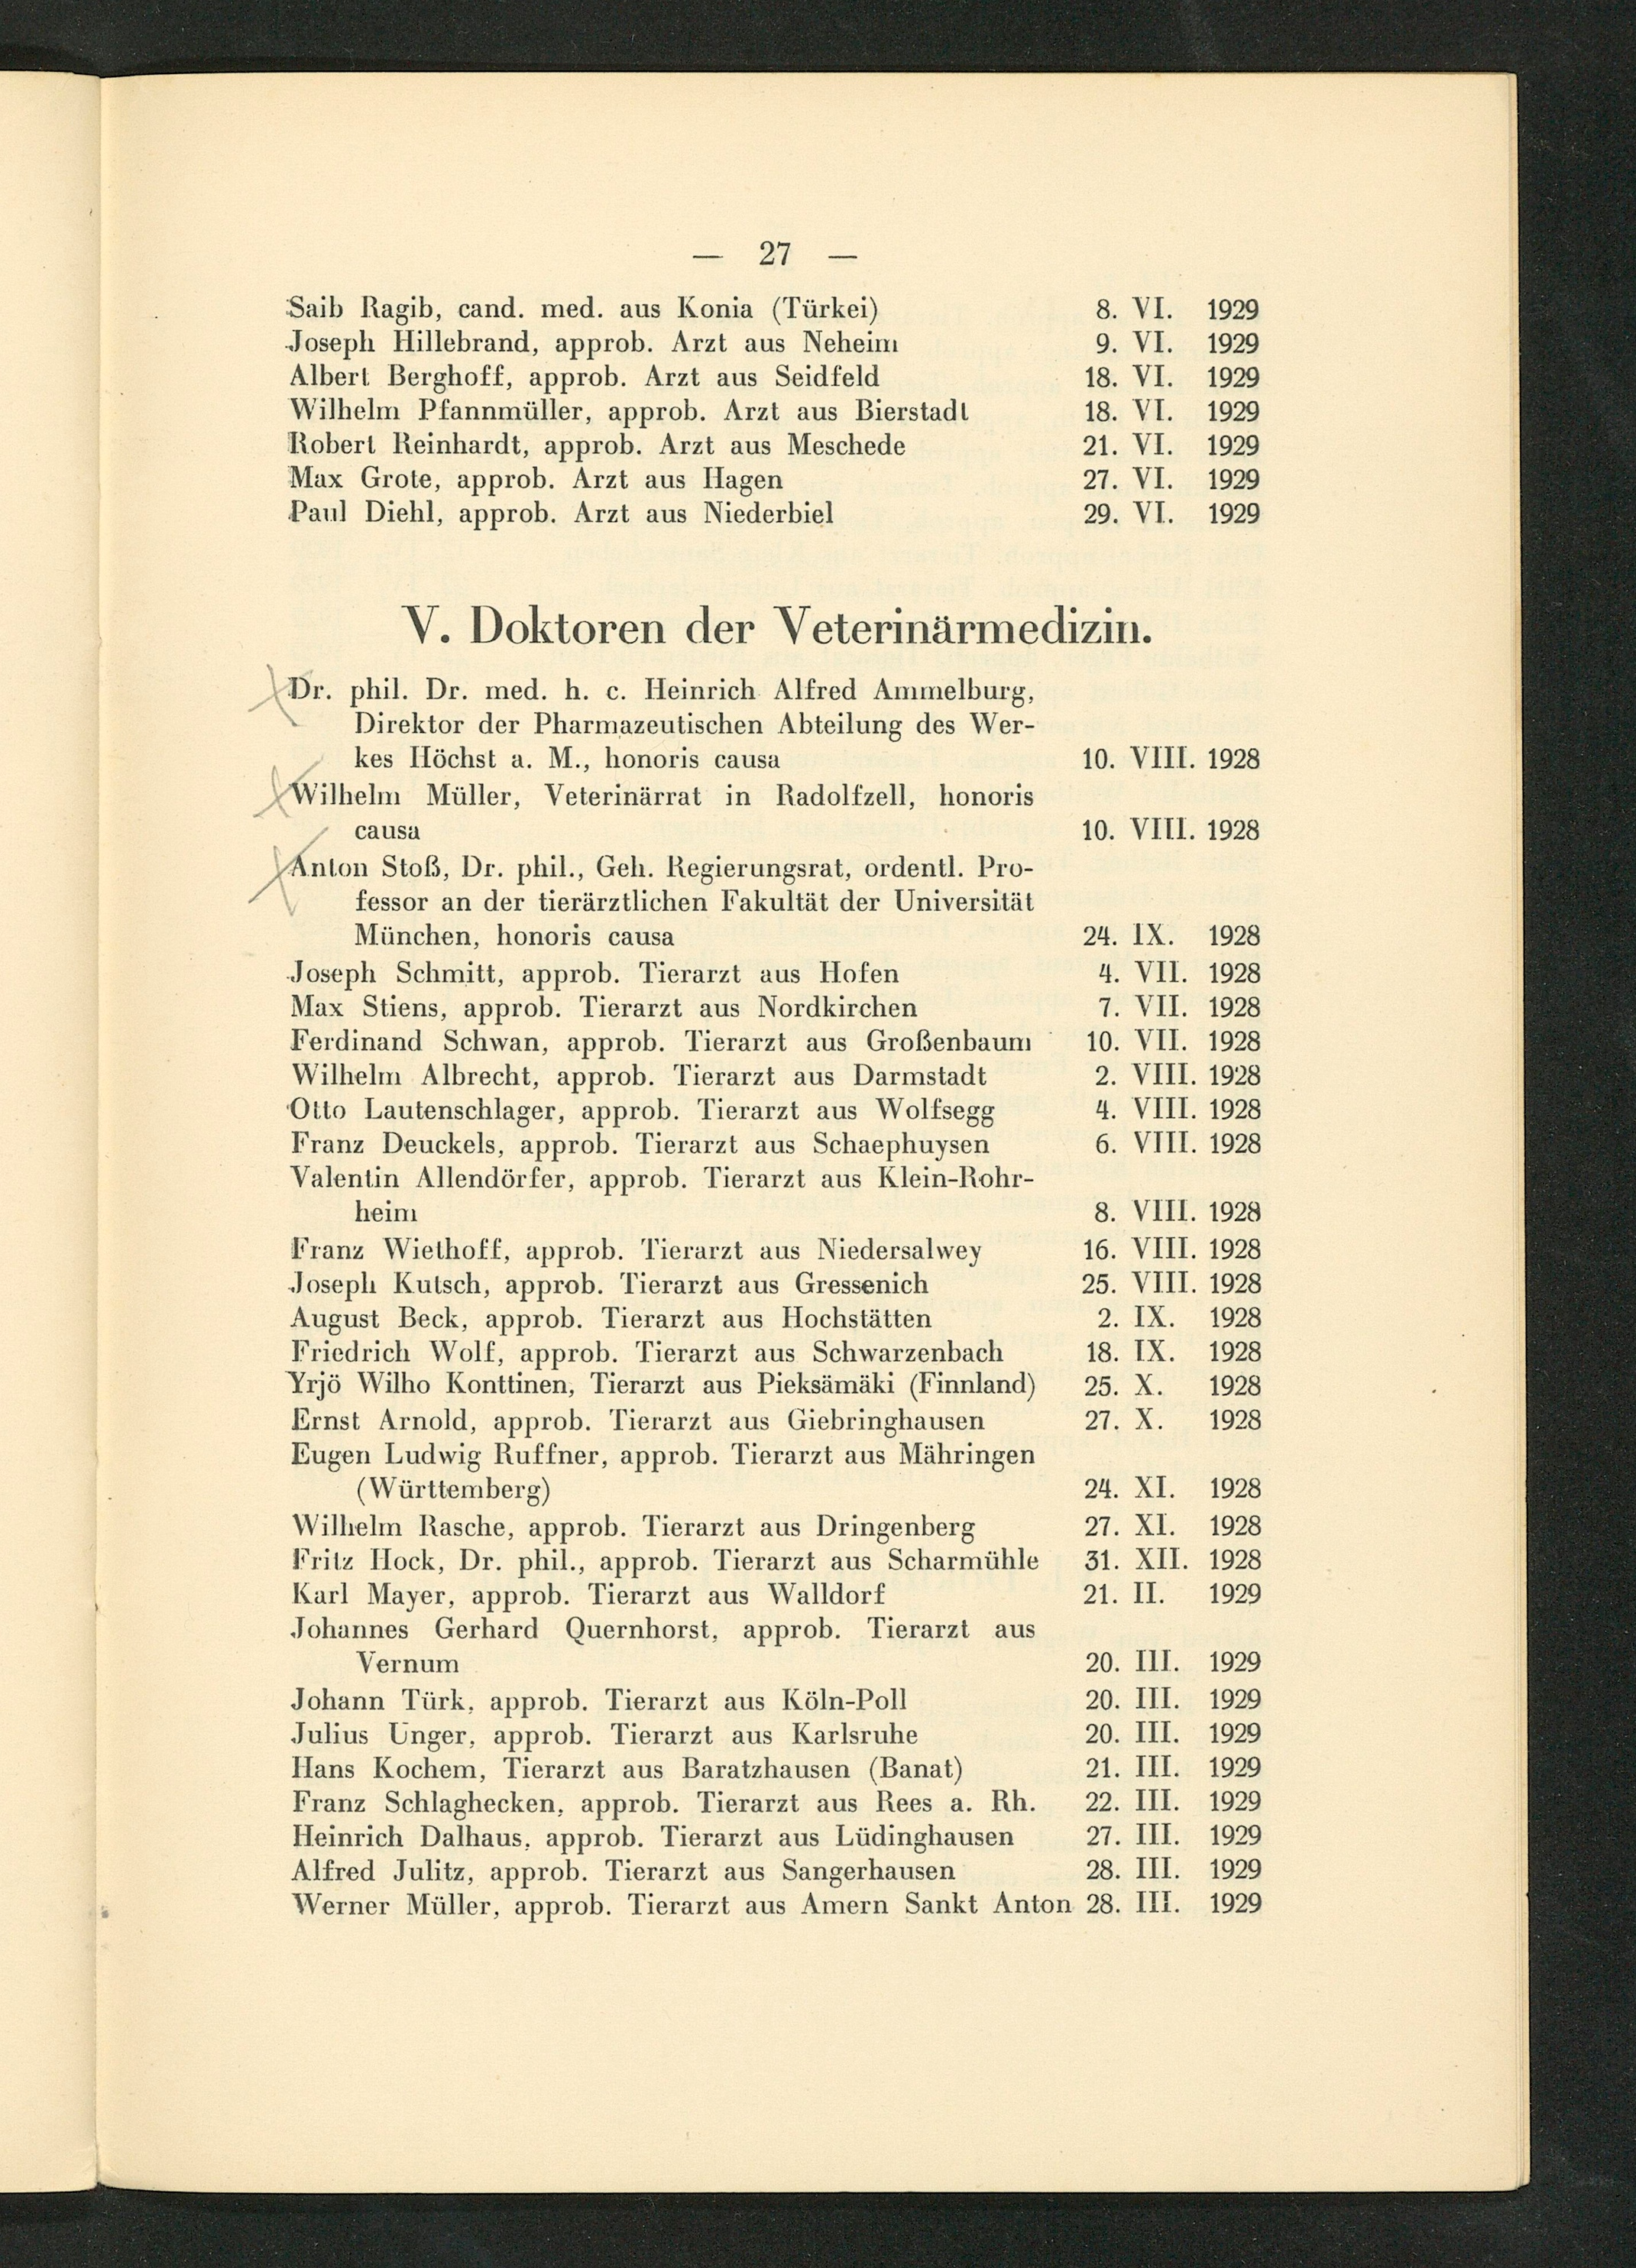 — 27 —
Saib Ragib, cand. med. aus Konia (Türkei) 8. VI. 1929
Joseph Hillebrand, approb. Arzt aus Neheim 9. VI. 1929
Albert Berghoff, approb. Arzt aus Seidfeld 18. VI. 1929
Wilhelm Pfannmüller, approb. Arzt aus Bierstadt 18. VI. 1929
Robert Reinhardt, approb. Arzt aus Meschede 21. VI. 1929
Max Grote, approb. Arzt aus Hagen 27. VI. 1929
Paul Diehl, approb. Arzt aus Niederbiel 29. VI. 1929
V. Doktoren der Veterinärmedizin.
Dr. phil. Dr. med. h. c. Heinrich Alfred Ammelburg,
Direktor der Pharmazeutischen Abteilung des Wer-
kes Höchst a. M., honoris causa 10. VIII. 1928
Wilhelm Müller, Veterinärrat in Radolfzell, honoris
causa 10. VIII. 1928
Anton Stoß, Dr. phil., Geh. Regierungsrat, ordentl. Pro-
fessor an der tierärztlichen Fakultät der Universität
München, honoris causa 24. IX. 1928
Joseph Schmitt, approb. Tierarzt aus Hofen 4. VII. 1928
Max Stiens, approb. Tierarzt aus Nordkirchen 7. VII. 1928
Ferdinand Schwan, approb. Tierarzt aus Großenbaum 10. VII. 1928
Wilhelm Albrecht, approb. Tierarzt aus Darmstadt 2. VIII. 1928
Otto Lautenschlager, approb. Tierarzt aus Wolfsegg 4. VIII. 1928
Franz Deuckels, approb. Tierarzt aus Schaephuysen 6. VIII. 1928
Valentin Allendörfer, approb. Tierarzt aus Klein-Rohr-
heim 8. VIII. 1928
Franz Wiethoff, approb. Tierarzt aus Niedersalwey 16. VIII. 1928
Joseph Kutsch, approb. Tierarzt aus Gressenich 25. VIII. 1928
August Beck, approb. Tierarzt aus Hochstätten 2. IX. 1928
Friedrich Wolf, approb. Tierarzt aus Schwarzenbach 18. IX. 1928
Yrjö Wilho Konttinen, Tierarzt aus Pieksämäki (Finnland) 25. X. 1928
Ernst Arnold, approb. Tierarzt aus Giebringhausen 27. X. 1928
Eugen Ludwig Ruffner, approb. Tierarzt aus Mähringen
(Württemberg) 24. XI. 1928
Wilhelm Rasche, approb. Tierarzt aus Dringenberg 27. XI. 1928
Fritz Hock, Dr. phil., approb. Tierarzt aus Scharmühle 31. XII. 1928
Karl Mayer, approb. Tierarzt aus Walldorf 21. II. 1929
Johannes Gerhard Quernhorst, approb. Tierarzt aus
Vernum 20. III. 1929
Johann Türk, approb. Tierarzt aus Köln-Poll 20. III. 1929
Julius Unger, approb. Tierarzt aus Karlsruhe 20. III. 1929
Hans Kochem, Tierarzt aus Baratzhausen (Banat) 21. III. 1929
Franz Schlaghecken, approb. Tierarzt aus Rees a. Rh. 22. III. 1929
Heinrich Dalhaus, approb. Tierarzt aus Lüdinghausen 27. III. 1929
Alfred Julitz, approb. Tierarzt aus Sangerhausen 28. III. 1929
Werner Müller, approb. Tierarzt aus Amern Sankt Anton 28. III. 1929